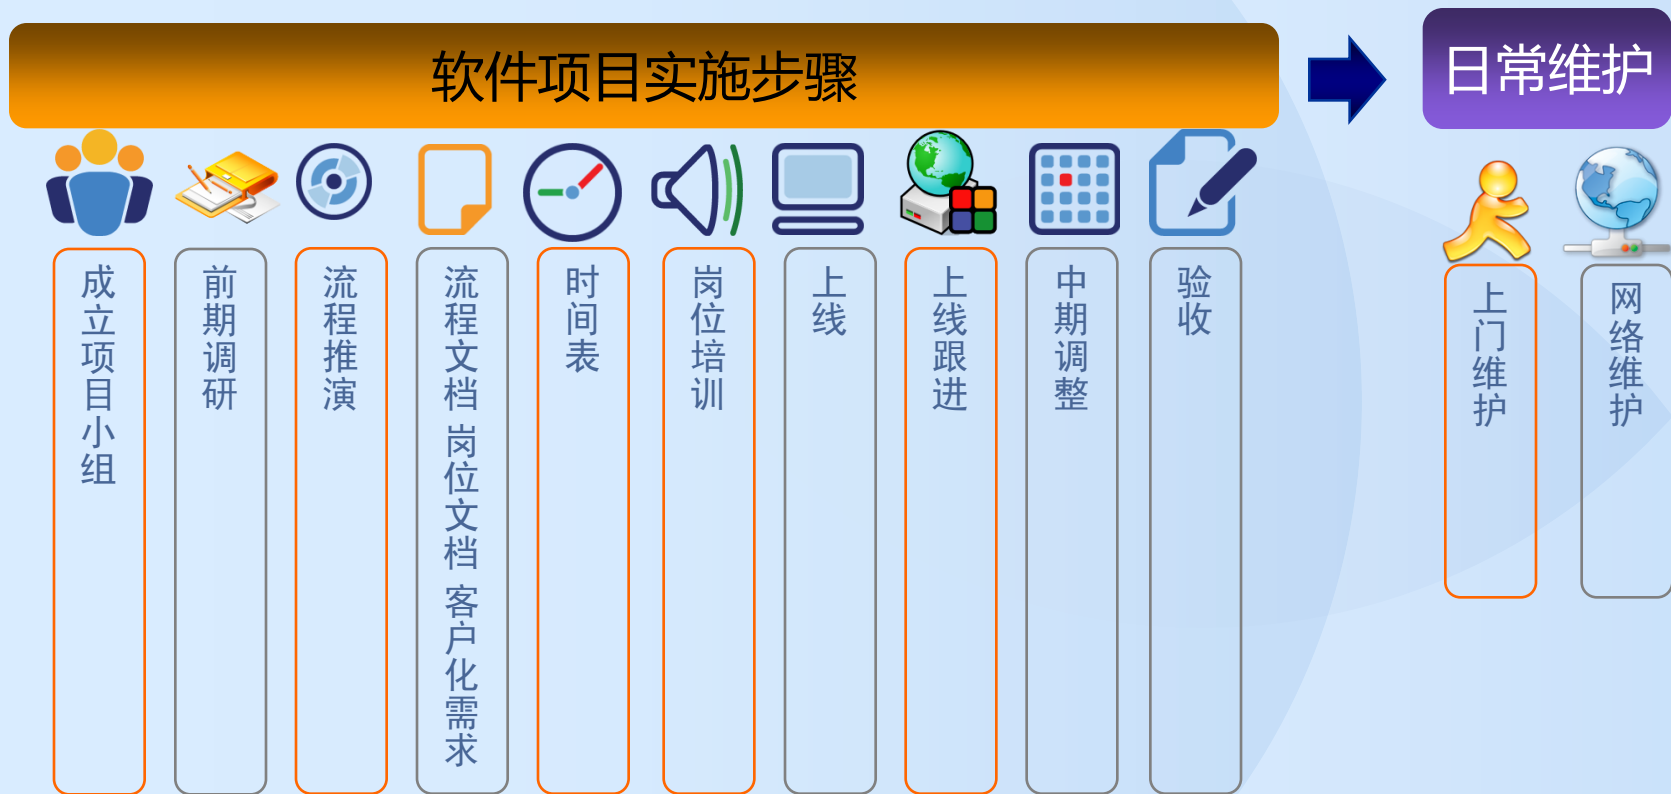 软件项目实施步骤
日常维护
成立项目小组
前期调研
流程推演
流程文档 岗位文档 客户化需求
时间表
岗位培训
上线
上线跟进
中期调整
验收
上门维护
网络维护